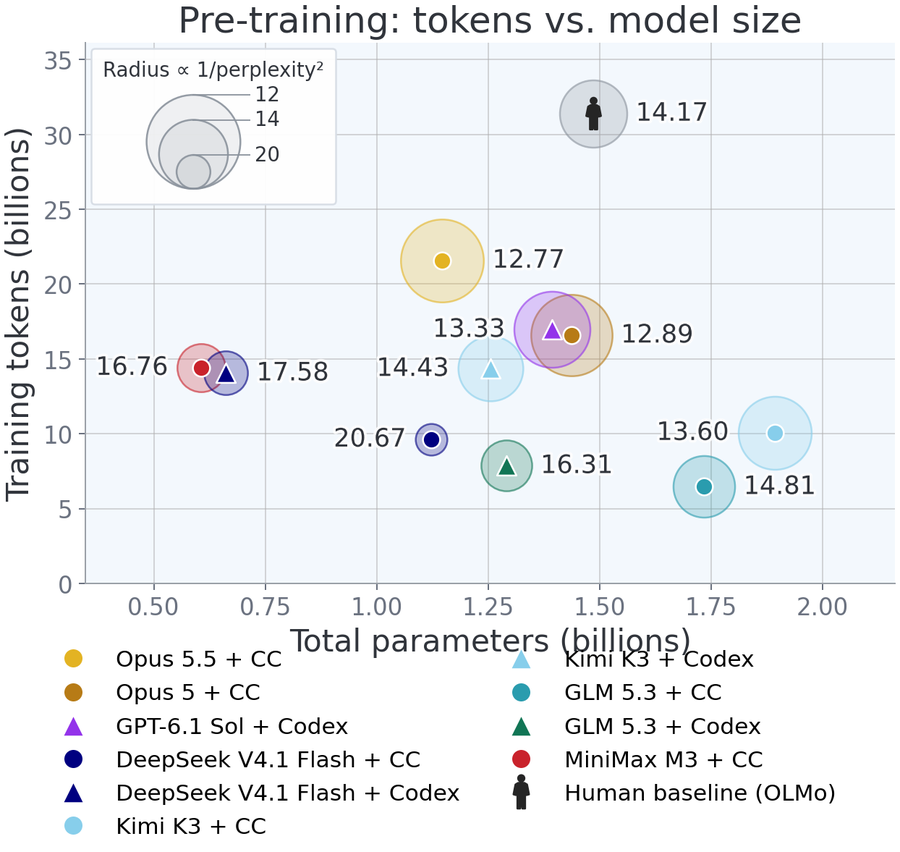 Pre-training: tokens vs. model size
Radius ∝ 1/perplexity²
12
14
20
Training tokens (billions)
35
30
25
20
15
10
5
0
14.17
12.77
13.33
12.89
16.76
17.58
14.43
20.67
16.31
13.60
14.81
0.50 0.75 1.00 1.25 1.50 1.75 2.00
Total parameters (billions)
Opus 5.5 + CC
Opus 5 + CC
GPT-6.1 Sol + Codex
DeepSeek V4.1 Flash + CC
DeepSeek V4.1 Flash + Codex
Kimi K3 + CC
Kimi K3 + Codex
GLM 5.3 + CC
GLM 5.3 + Codex
MiniMax M3 + CC
Human baseline (OLMo)